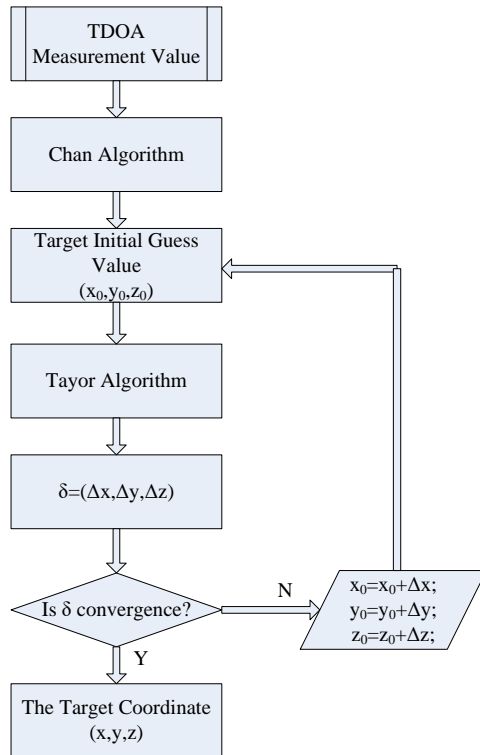 TDOA
Measurement Value
Chan Algorithm
Target Initial Guess
Value
(x₀,y₀,z₀)
Tayor Algorithm
δ=(Δx,Δy,Δz)
Is δ convergence?
N
x₀=x₀+Δx;
y₀=y₀+Δy;
z₀=z₀+Δz;
Y
The Target Coordinate
(x,y,z)